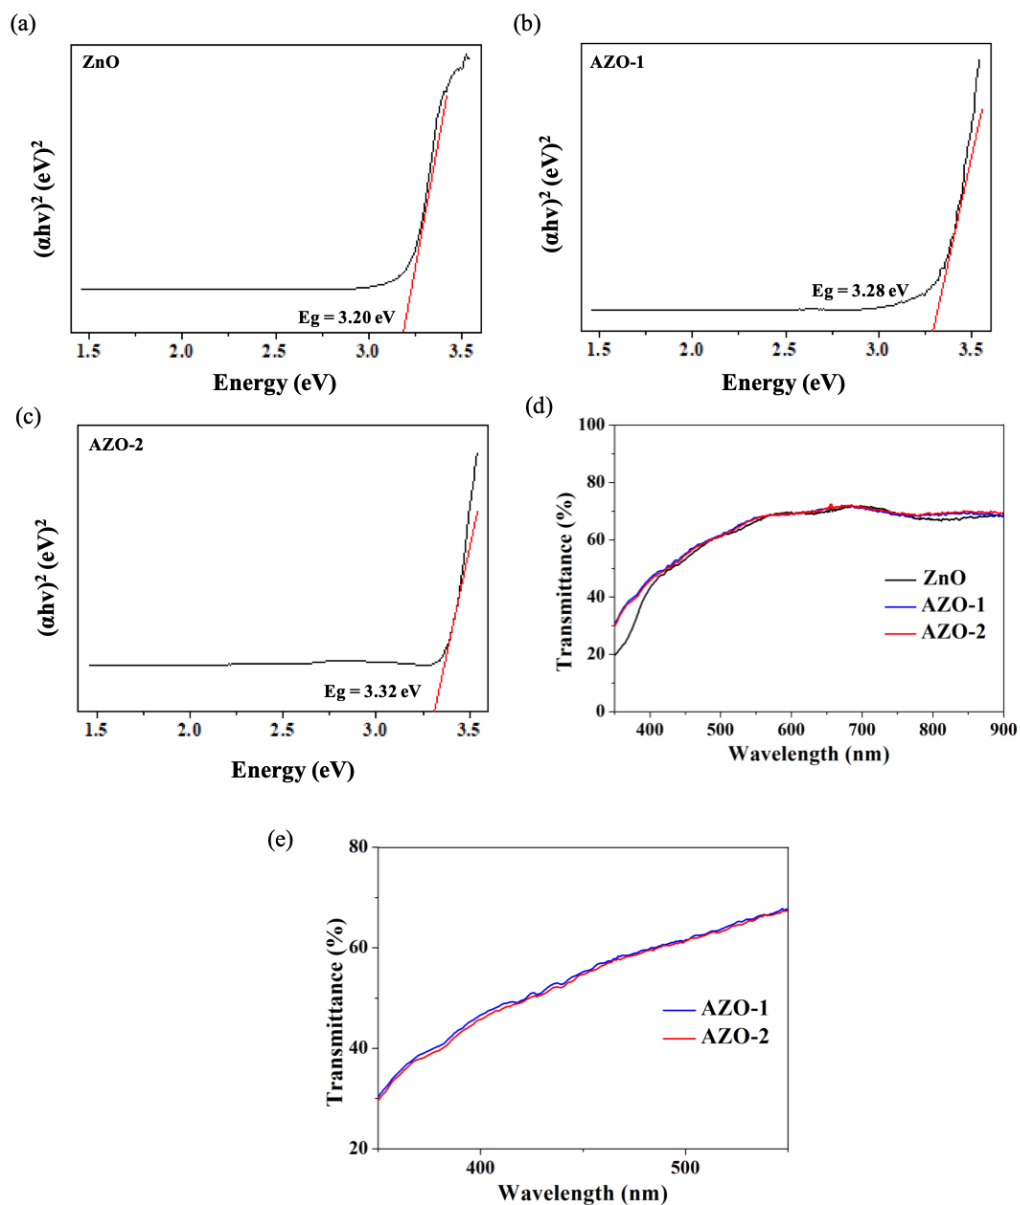 (a)
ZnO
(αhν)² (eV)²
Eg = 3.20 eV
1.5 2.0 2.5 3.0 3.5
Energy (eV)
(b)
AZO-1
(αhν)² (eV)²
Eg = 3.28 eV
1.5 2.0 2.5 3.0 3.5
Energy (eV)
(c)
AZO-2
(αhν)² (eV)²
Eg = 3.32 eV
1.5 2.0 2.5 3.0 3.5
Energy (eV)
(d)
100
80
60
40
20
0
Transmittance (%)
ZnO
AZO-1
AZO-2
400 500 600 700 800 900
Wavelength (nm)
(e)
80
60
40
20
Transmittance (%)
AZO-1
AZO-2
400 500
Wavelength (nm)